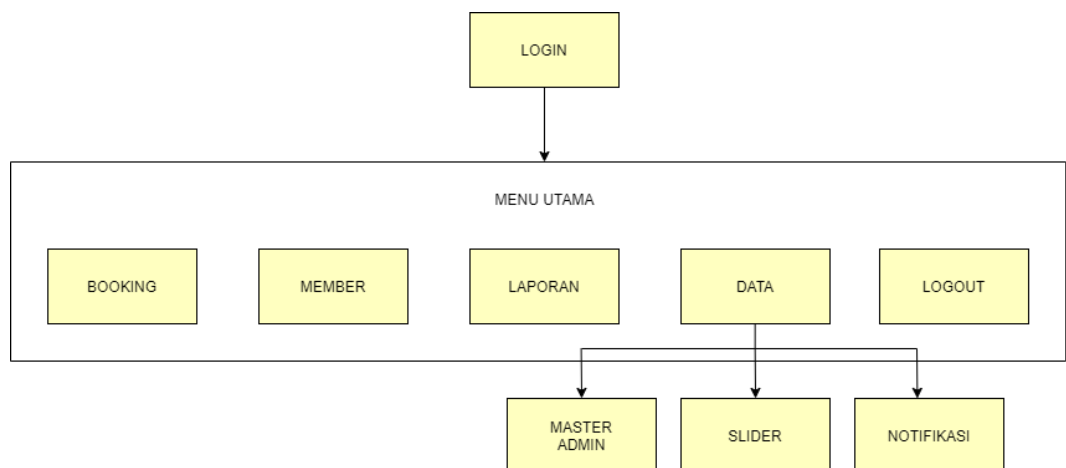 LOGIN
MENU UTAMA
BOOKING
MEMBER
LAPORAN
DATA
LOGOUT
MASTER
ADMIN
SLIDER
NOTIFIKASI